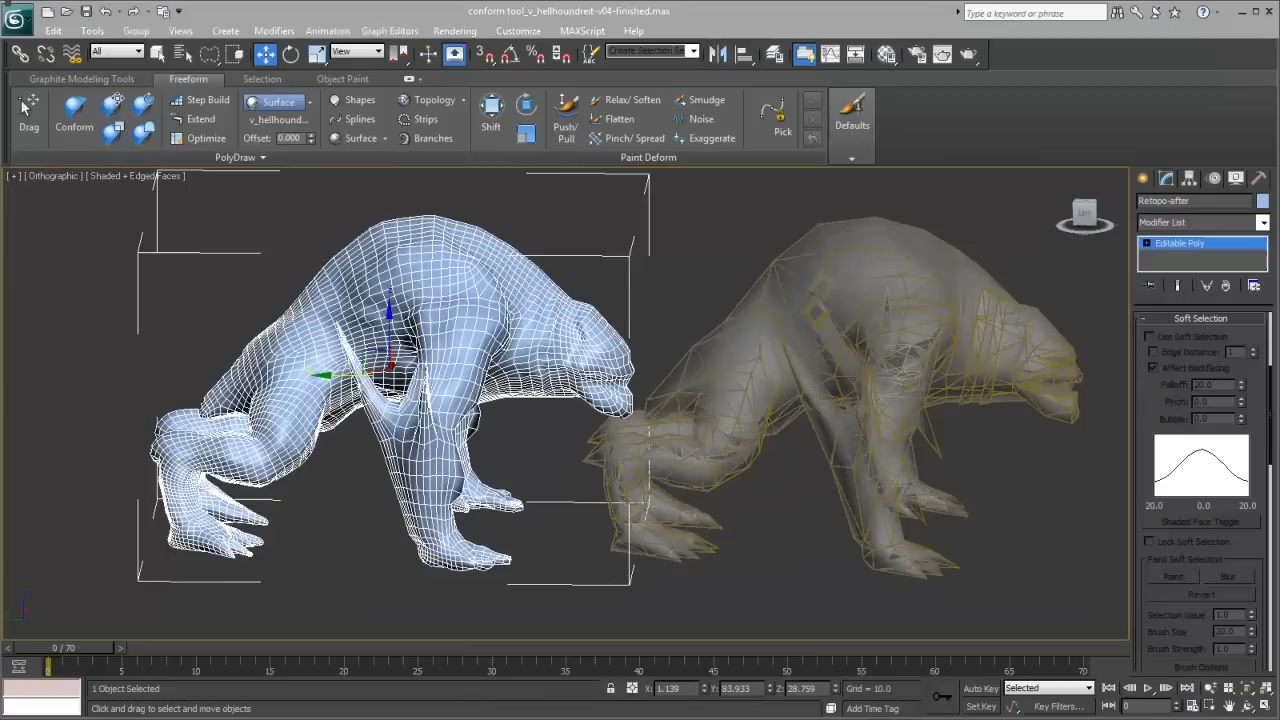 conform tool_v_hellhoundreit-v04-finished.max
Type a keyword or phrase
Edit Tools Group Views Create Modifiers Animation Graph Editors Rendering Customize MAXScript Help
All View Create Selection Se
Graphite Modeling Tools Freeform Selection Object Paint
Drag Conform Step Build Extend Optimize
Surface v_hellhound... Offset: 0.000
Shapes Splines Surface
Topology Strips Branches
Shift Push/ Pull
Relax/ Soften Flatten Pinch/ Spread
Smudge Noise Exaggerate
Pick Defaults
PolyDraw Paint Deform
[ + ] [ Orthographic ] [ Shaded + Edged Faces ]
LEFT
Retopo-after
Modifier List
Editable Poly
Soft Selection
Use Soft Selection
Edge Distance: 1
Affect Backfacing
Falloff: 20.0
Pinch: 0.0
Bubble: 0.0
20.0 0.0 20.0
Shaded Face Toggle
Lock Soft Selection
Paint Soft Selection
Paint Blur
Revert
Selection Value 1.0
Brush Size 20.0
Brush Strength 1.0
Brush Options
0 / 70
0 5 10 15 20 25 30 35 40 45 50 55 60 65 70
1 Object Selected X: 1.139 Y: 83.933 Z: 28.759 Grid = 10.0 Auto Key Selected
Click and drag to select and move objects Add Time Tag Set Key Key Filters... 0